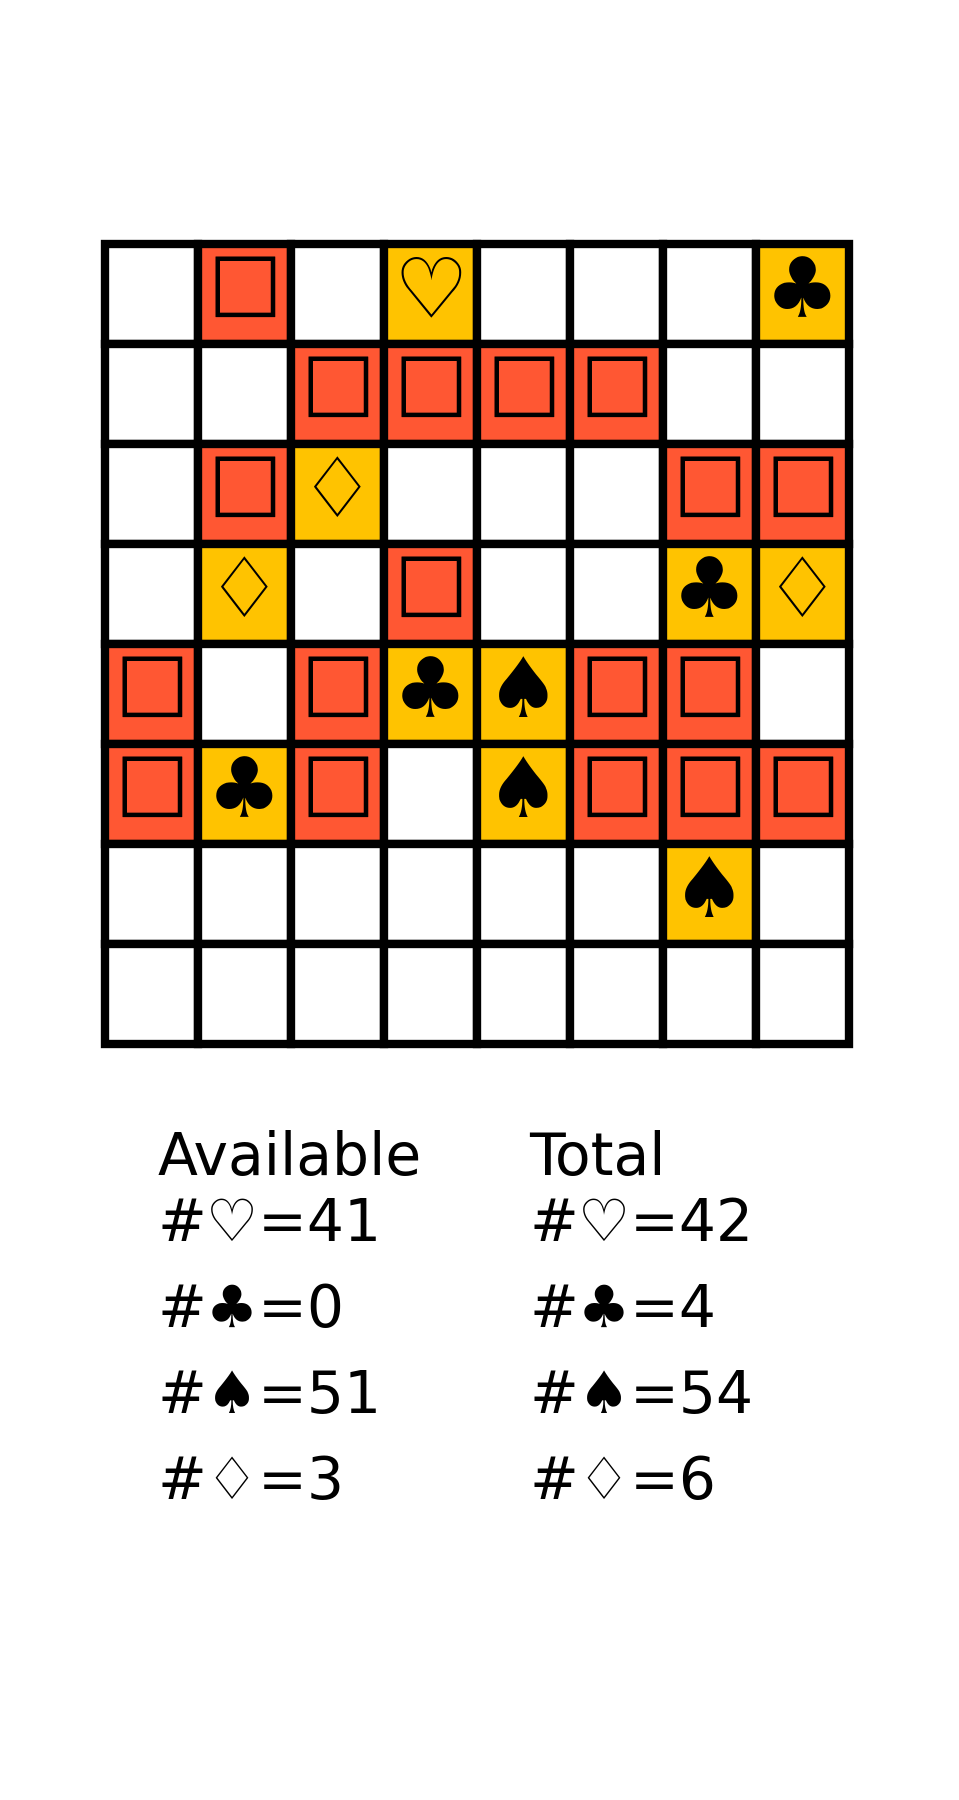 □ ♡ ♣
□ □ □ □
□ ♢ □ □
♢ □ ♣ ♢
□ □ ♣ ♠ □ □
□ ♣ □ ♠ □ □ □
♠
Available Total
#♡=41 #♡=42
#♣=0 #♣=4
#♠=51 #♠=54
#♢=3 #♢=6